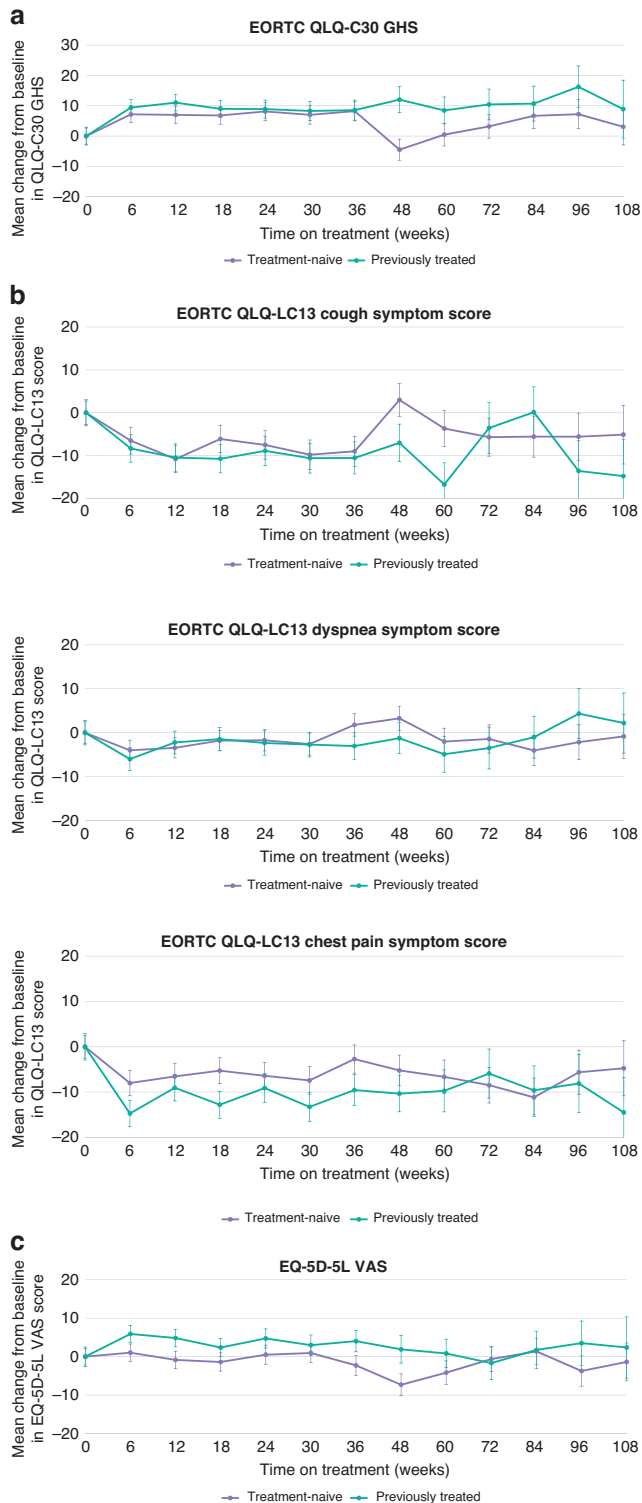 a
EORTC QLQ-C30 GHS
Mean change from baseline
in QLQ-C30 GHS
30
20
10
0
–10
–20
0 6 12 18 24 30 36 48 60 72 84 96 108
Time on treatment (weeks)
Treatment-naive Previously treated
b
EORTC QLQ-LC13 cough symptom score
Mean change from baseline
in QLQ-LC13 score
20
10
0
–10
–20
0 6 12 18 24 30 36 48 60 72 84 96 108
Time on treatment (weeks)
Treatment-naive Previously treated
EORTC QLQ-LC13 dyspnea symptom score
Mean change from baseline
in QLQ-LC13 score
20
10
0
–10
–20
0 6 12 18 24 30 36 48 60 72 84 96 108
Time on treatment (weeks)
Treatment-naive Previously treated
EORTC QLQ-LC13 chest pain symptom score
Mean change from baseline
in QLQ-LC13 score
20
10
0
–10
–20
0 6 12 18 24 30 36 48 60 72 84 96 108
Time on treatment (weeks)
Treatment-naive Previously treated
c
EQ-5D-5L VAS
Mean change from baseline
in EQ-5D-5L VAS score
20
10
0
–10
–20
0 6 12 18 24 30 36 48 60 72 84 96 108
Time on treatment (weeks)
Treatment-naive Previously treated